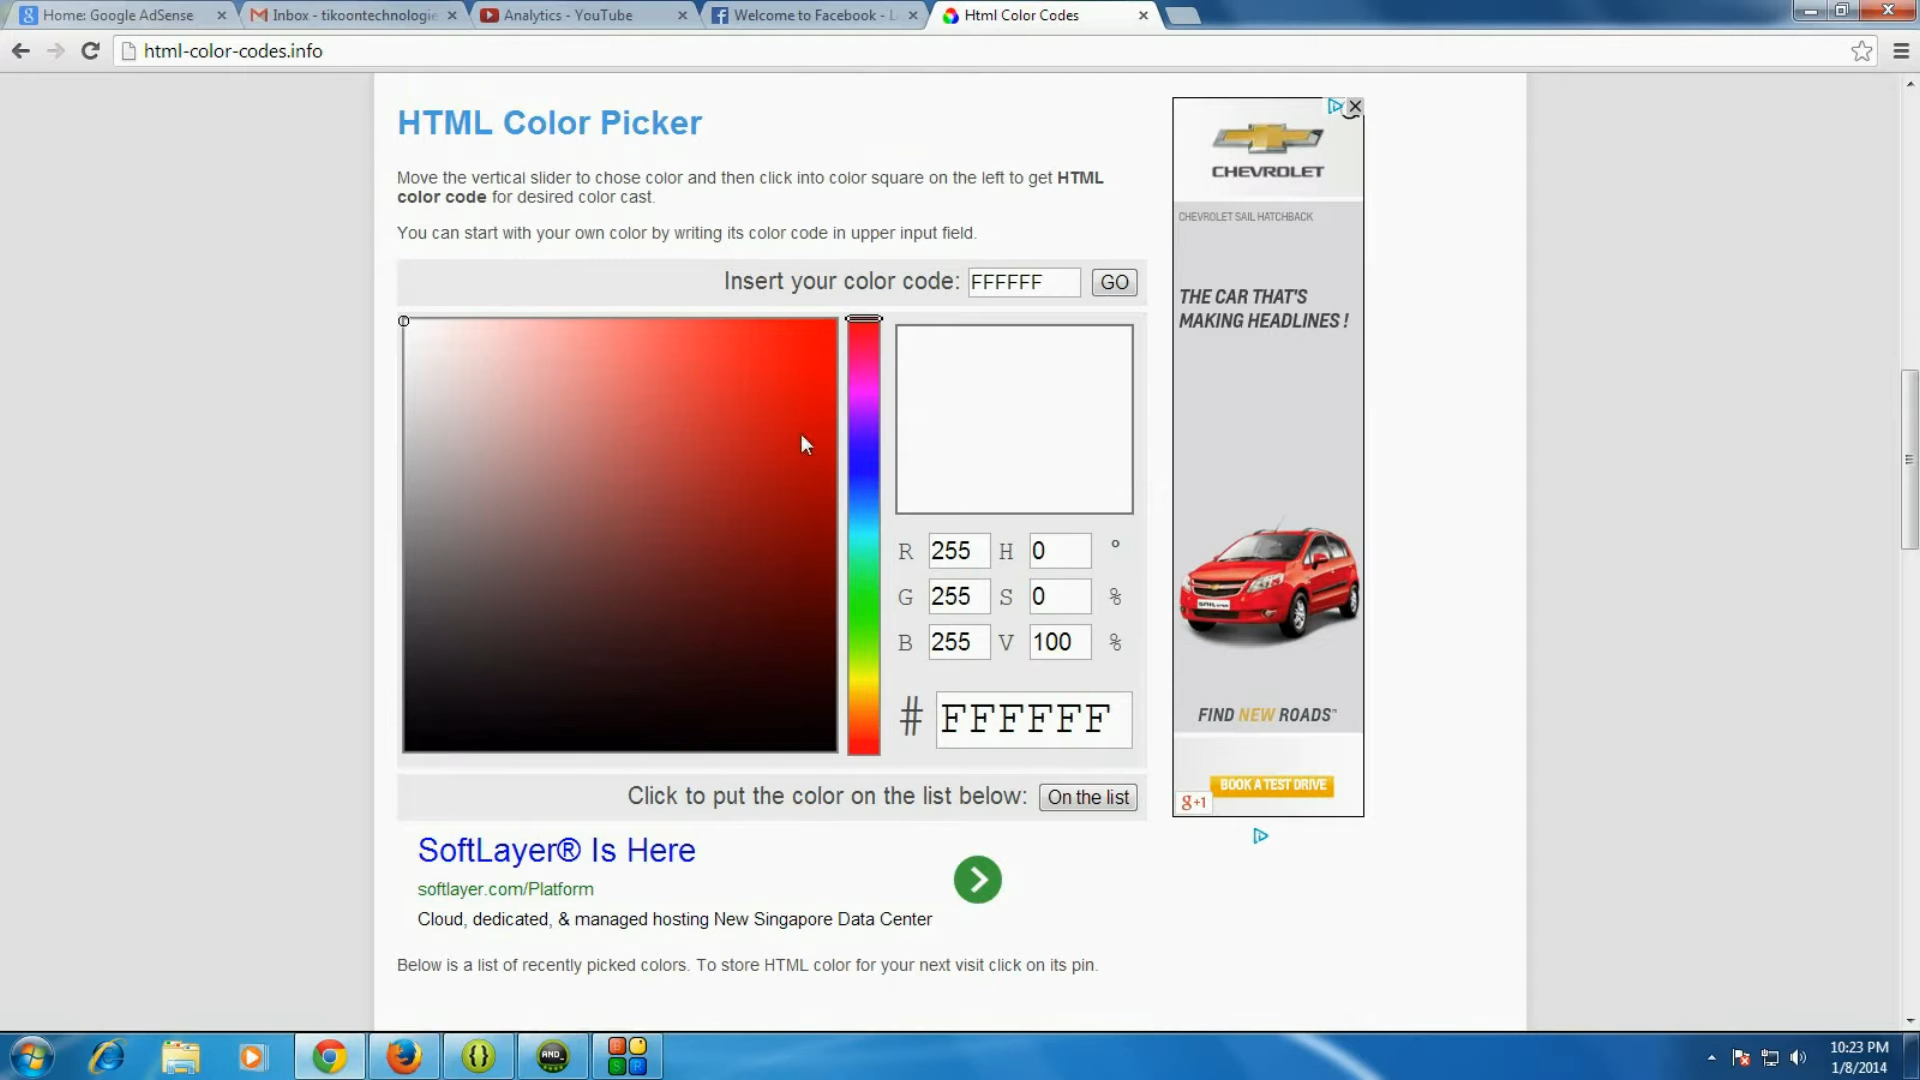 Home: Google AdSense
Inbox - tikoontechnologie
Analytics - YouTube
Welcome to Facebook - L
Html Color Codes
html-color-codes.info
HTML Color Picker
Move the vertical slider to chose color and then click into color square on the left to get HTML
color code for desired color cast.
You can start with your own color by writing its color code in upper input field.
Insert your color code: FFFFFF GO
R 255 H 0 °
G 255 S 0 %
B 255 V 100 %
# FFFFFF
Click to put the color on the list below: On the list
SoftLayer® Is Here
softlayer.com/Platform
Cloud, dedicated, & managed hosting New Singapore Data Center
Below is a list of recently picked colors. To store HTML color for your next visit click on its pin.
CHEVROLET
CHEVROLET SAIL HATCHBACK
THE CAR THAT'S
MAKING HEADLINES !
FIND NEW ROADS™
BOOK A TEST DRIVE
g+1
AND_
10:23 PM
1/8/2014